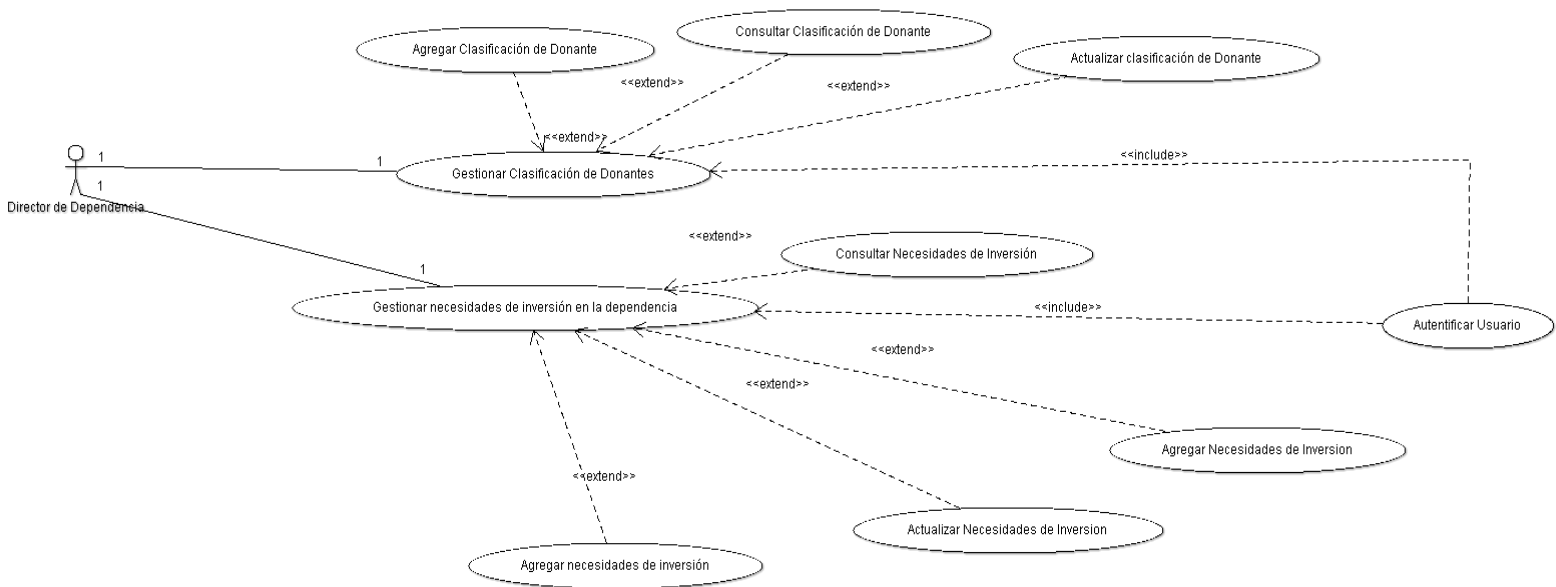 Consultar Clasificación de Donante
Agregar Clasificación de Donante
Actualizar clasificación de Donante
<<extend>>
<<extend>>
<<extend>>
1
1
<<include>>
Gestionar Clasificación de Donantes
1
Director de Dependencia
<<extend>>
Consultar Necesidades de Inversión
1
Gestionar necesidades de inversión en la dependencia
<<include>>
Autentificar Usuario
<<extend>>
<<extend>>
Agregar Necesidades de Inversion
<<extend>>
Actualizar Necesidades de Inversion
Agregar necesidades de inversión